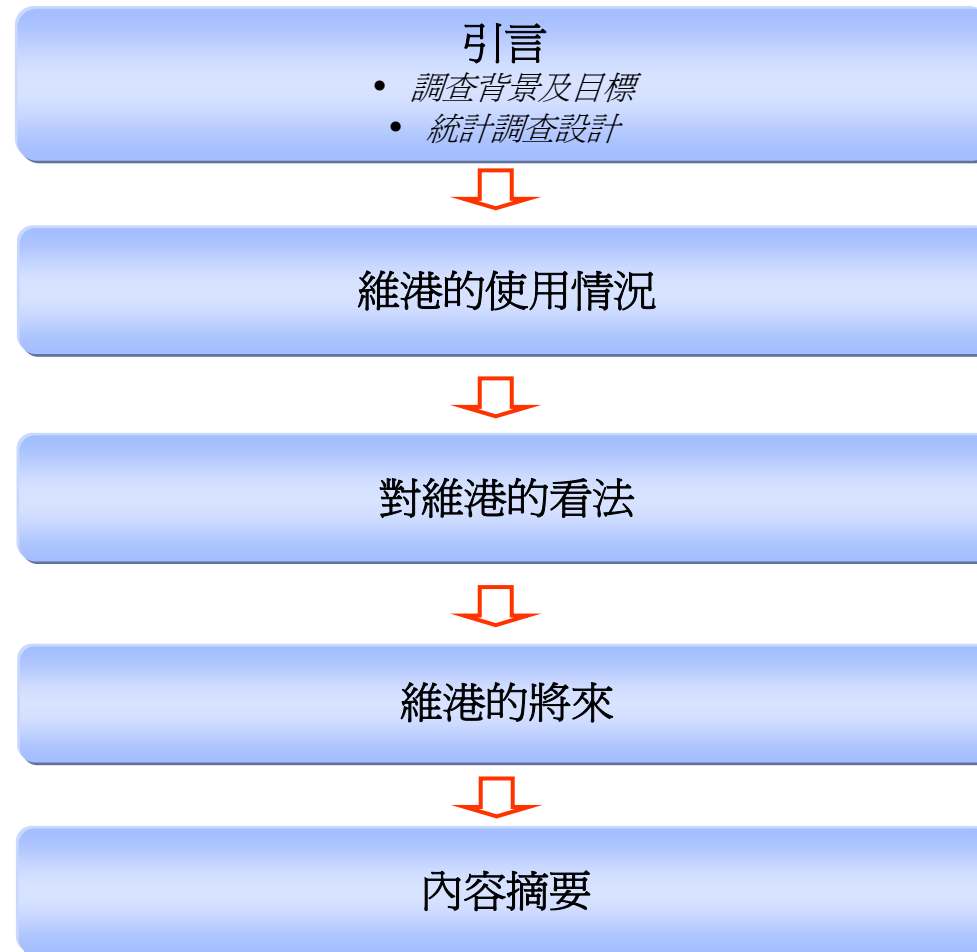 引言
• 調查背景及目標
• 統計調查設計
維港的使用情況
對維港的看法
維港的將來
內容摘要